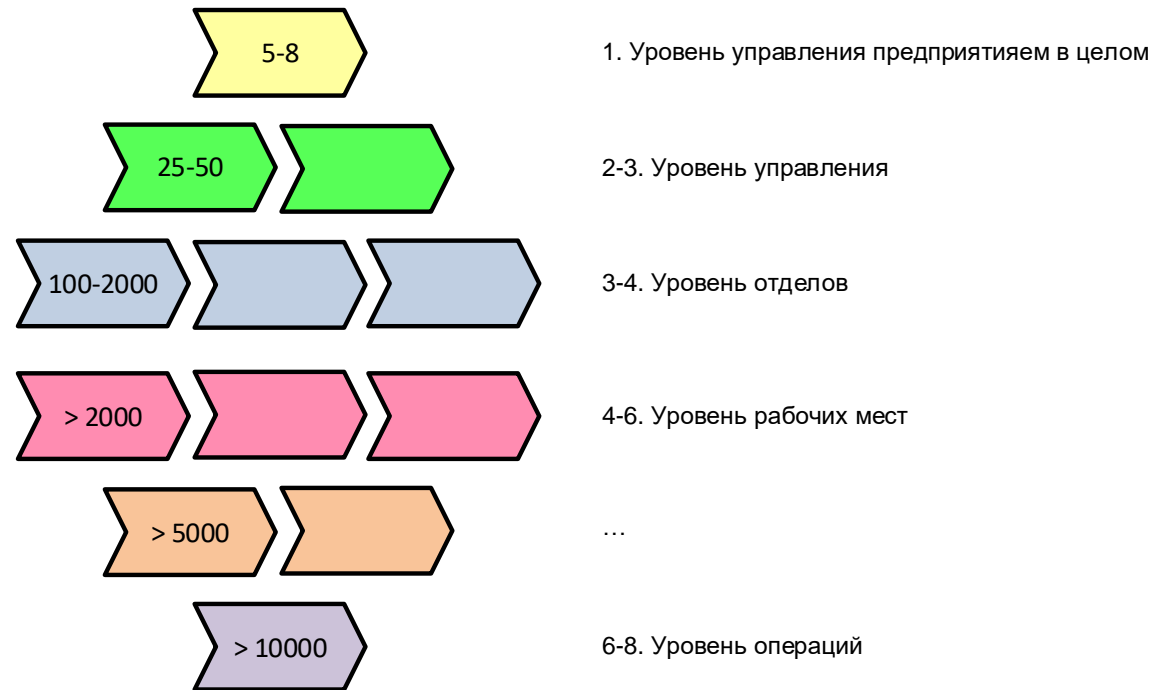 5-8
1. Уровень управления предприятияем в целом
25-50
2-3. Уровень управления
100-2000
3-4. Уровень отделов
> 2000
4-6. Уровень рабочих мест
> 5000
…
> 10000
6-8. Уровень операций